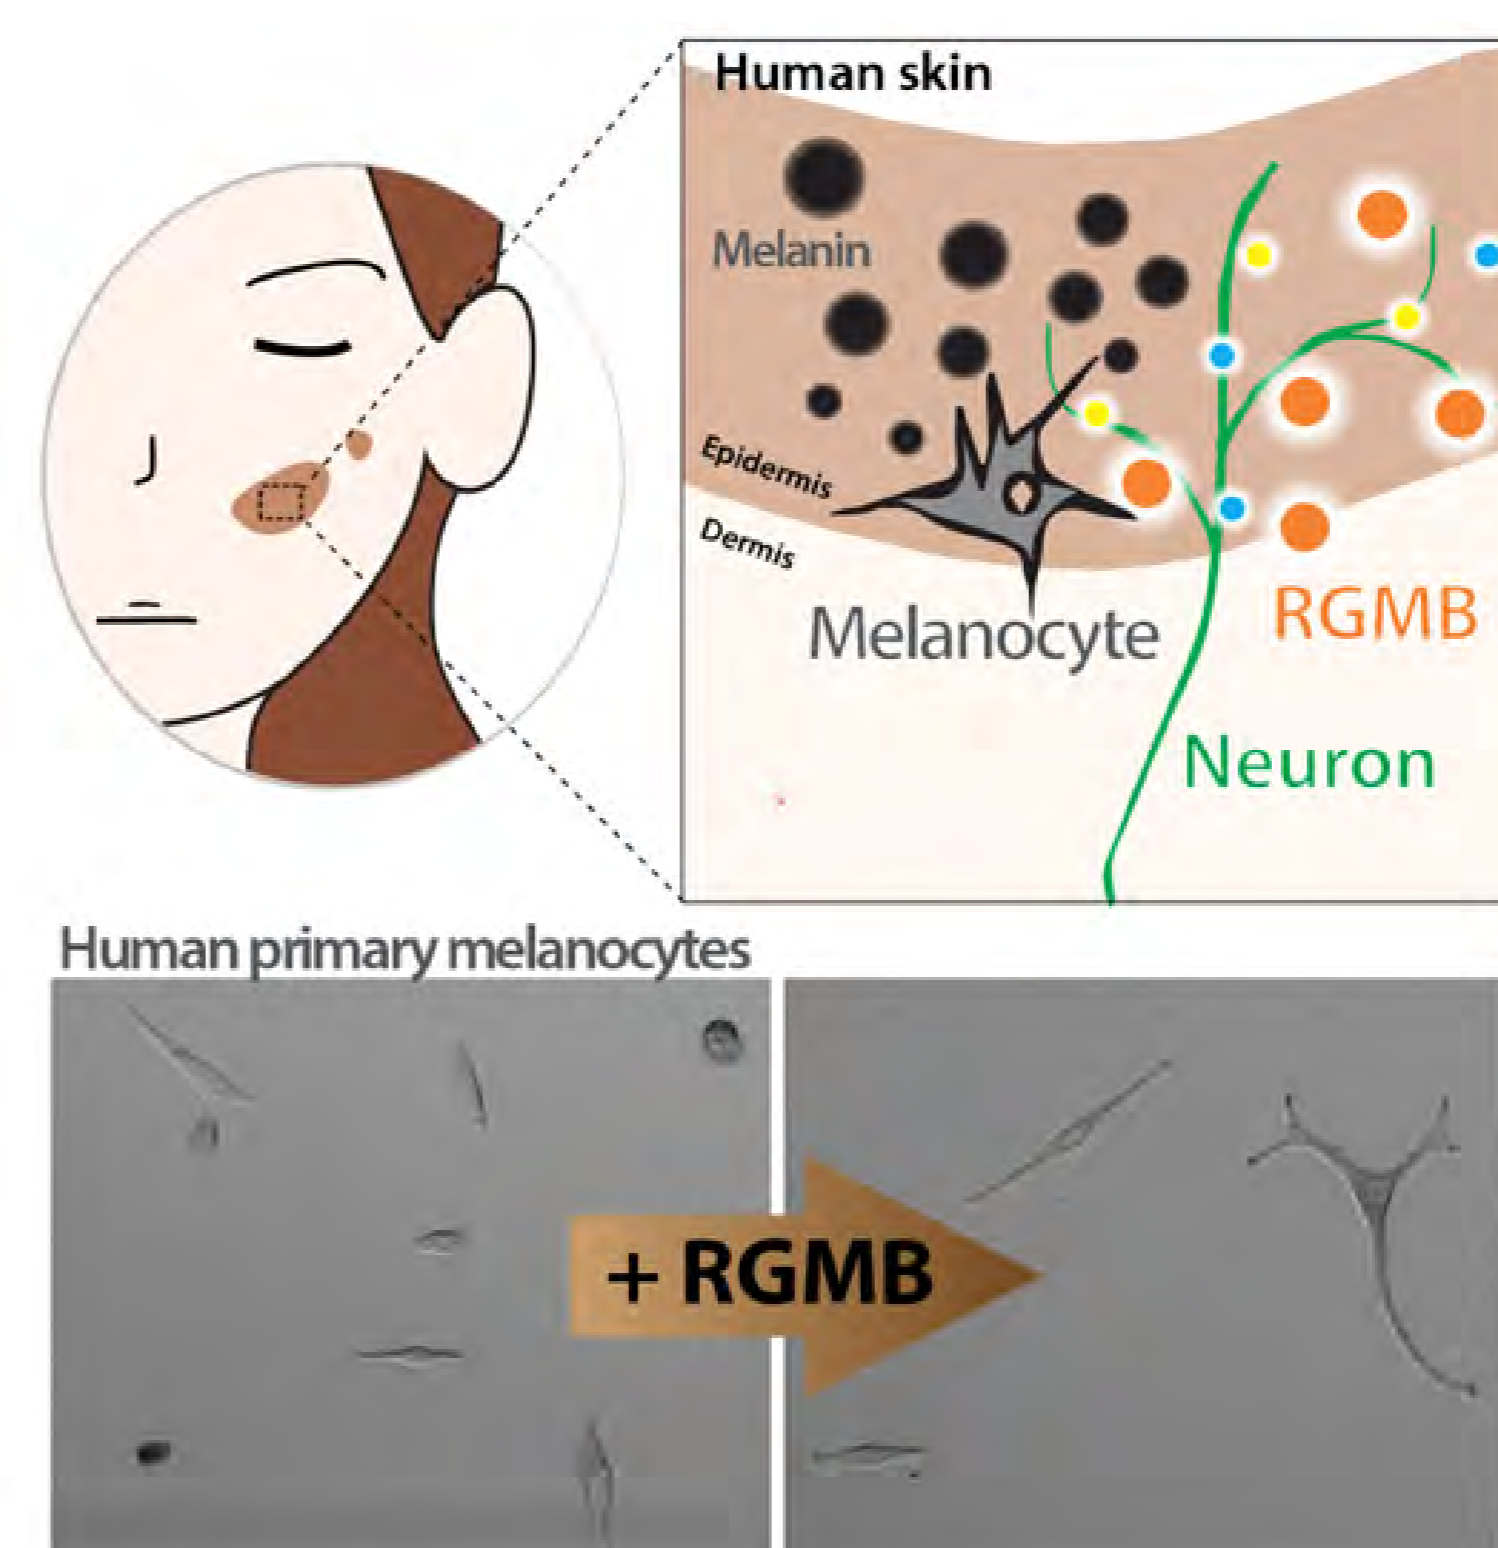 Human skin
Melanin
Epidermis
Dermis
Melanocyte
RGMB
Neuron
Human primary melanocytes
+ RGMB